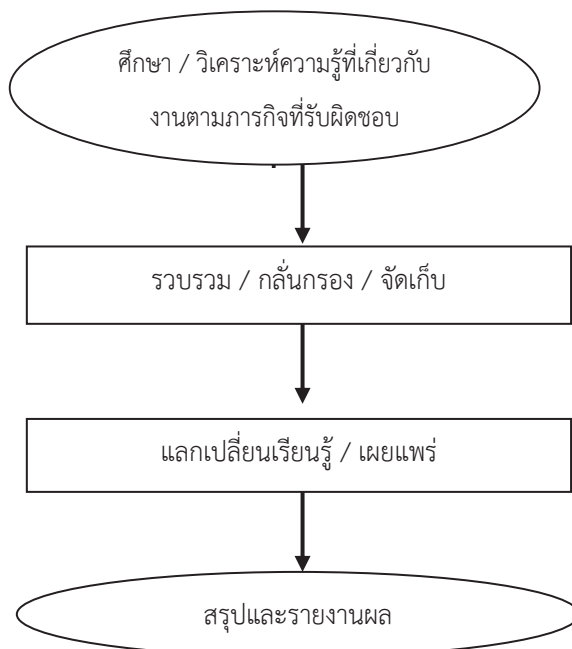 ศึกษา / วิเคราะห์ความรู้ที่เกี่ยวกับ
งานตามภารกิจที่รับผิดชอบ
รวบรวม / กลั่นกรอง / จัดเก็บ
แลกเปลี่ยนเรียนรู้ / เผยแพร่
สรุปและรายงานผล